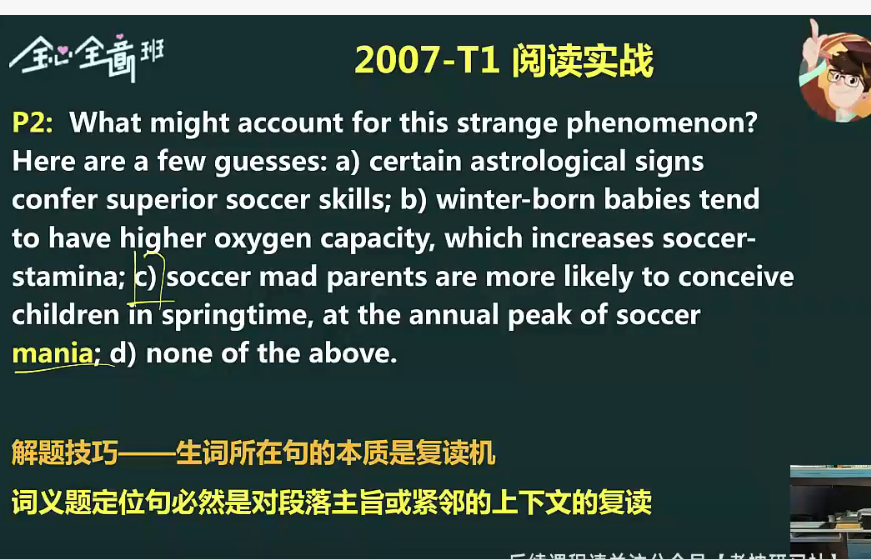 全心全意班
2007-T1 阅读实战
P2: What might account for this strange phenomenon?
Here are a few guesses: a) certain astrological signs
confer superior soccer skills; b) winter-born babies tend
to have higher oxygen capacity, which increases soccer-
stamina; c) soccer mad parents are more likely to conceive
children in springtime, at the annual peak of soccer
mania; d) none of the above.
解题技巧——生词所在句的本质是复读机
词义题定位句必然是对段落主旨或紧邻的上下文的复读